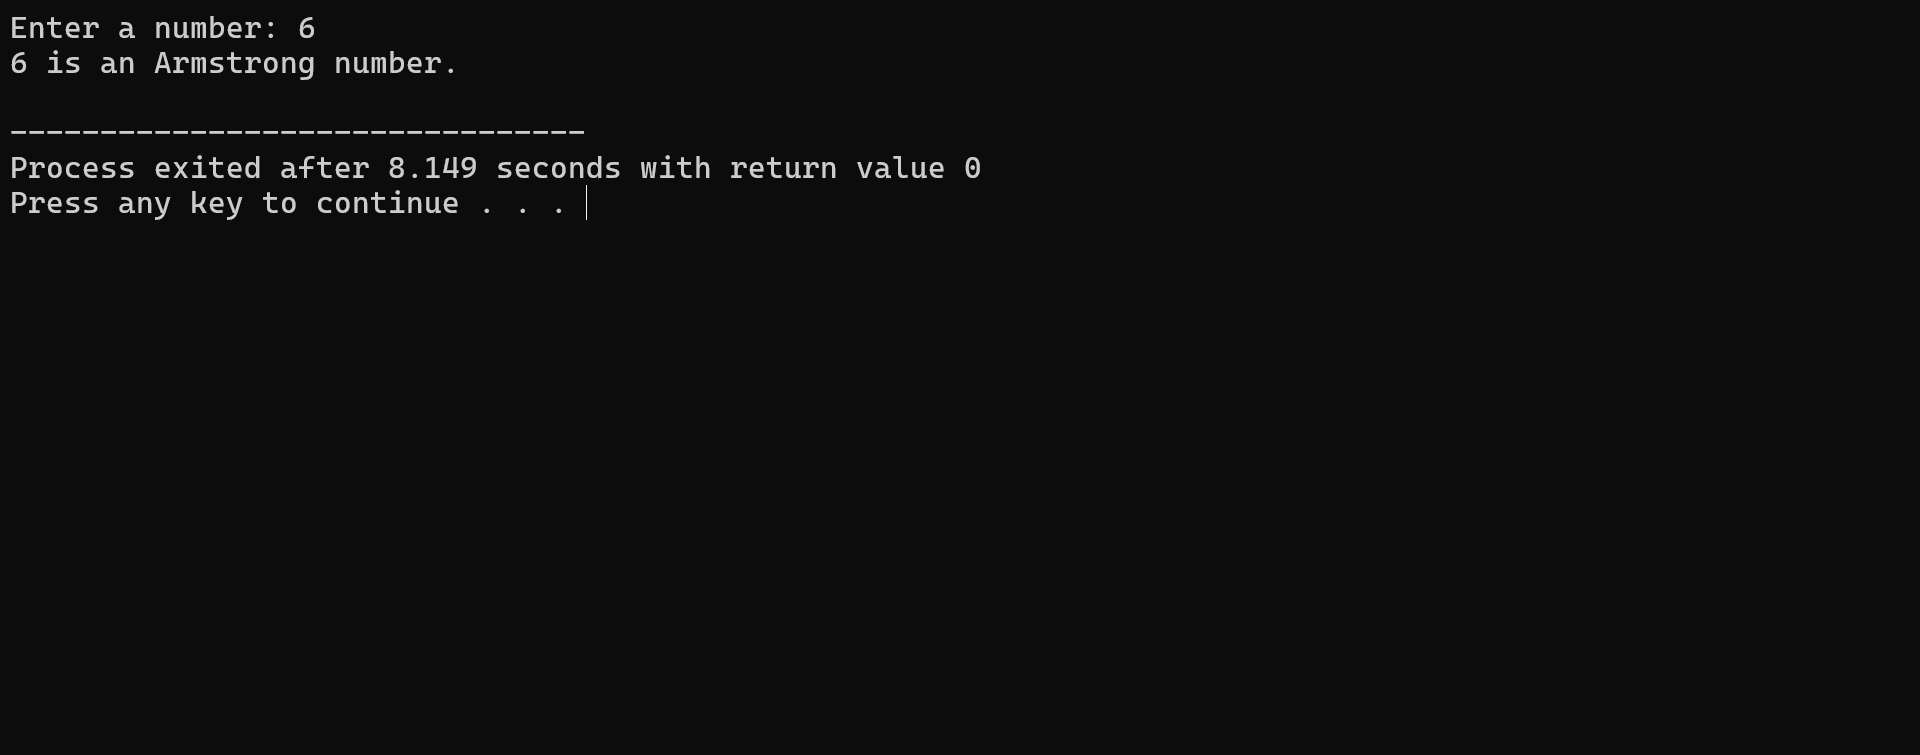 Enter a number: 6
6 is an Armstrong number.
--------------------------------
Process exited after 8.149 seconds with return value 0
Press any key to continue . . .